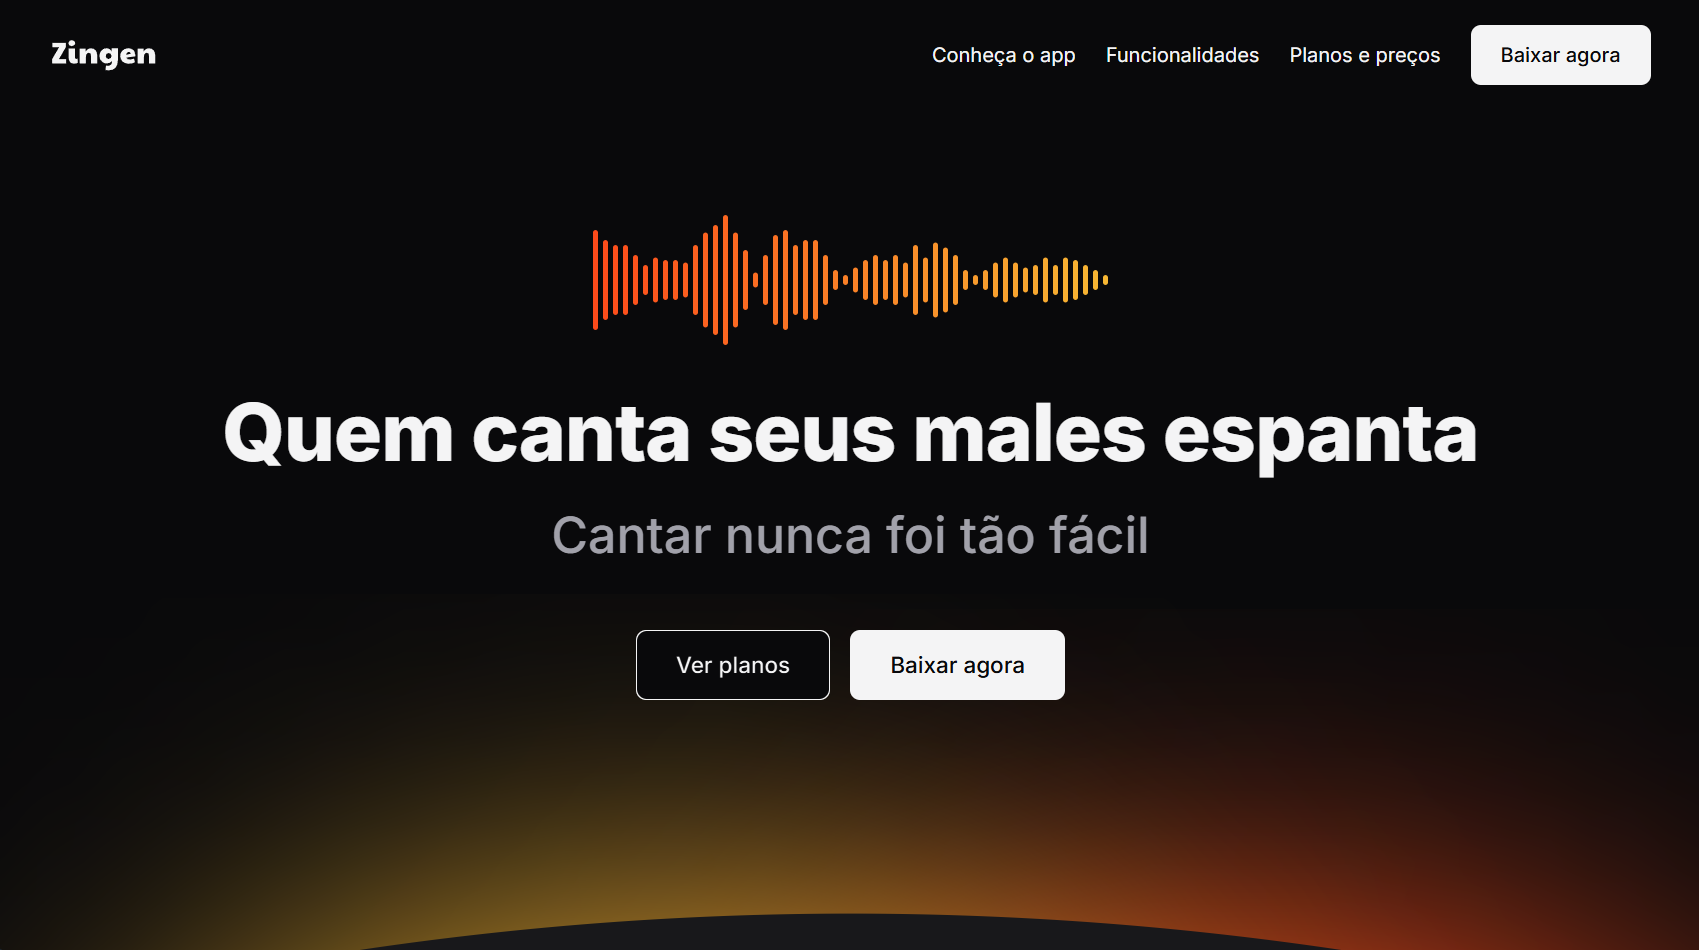 Zingen
Conheça o app
Funcionalidades
Planos e preços
Baixar agora
Quem canta seus males espanta
Cantar nunca foi tão fácil
Ver planos
Baixar agora